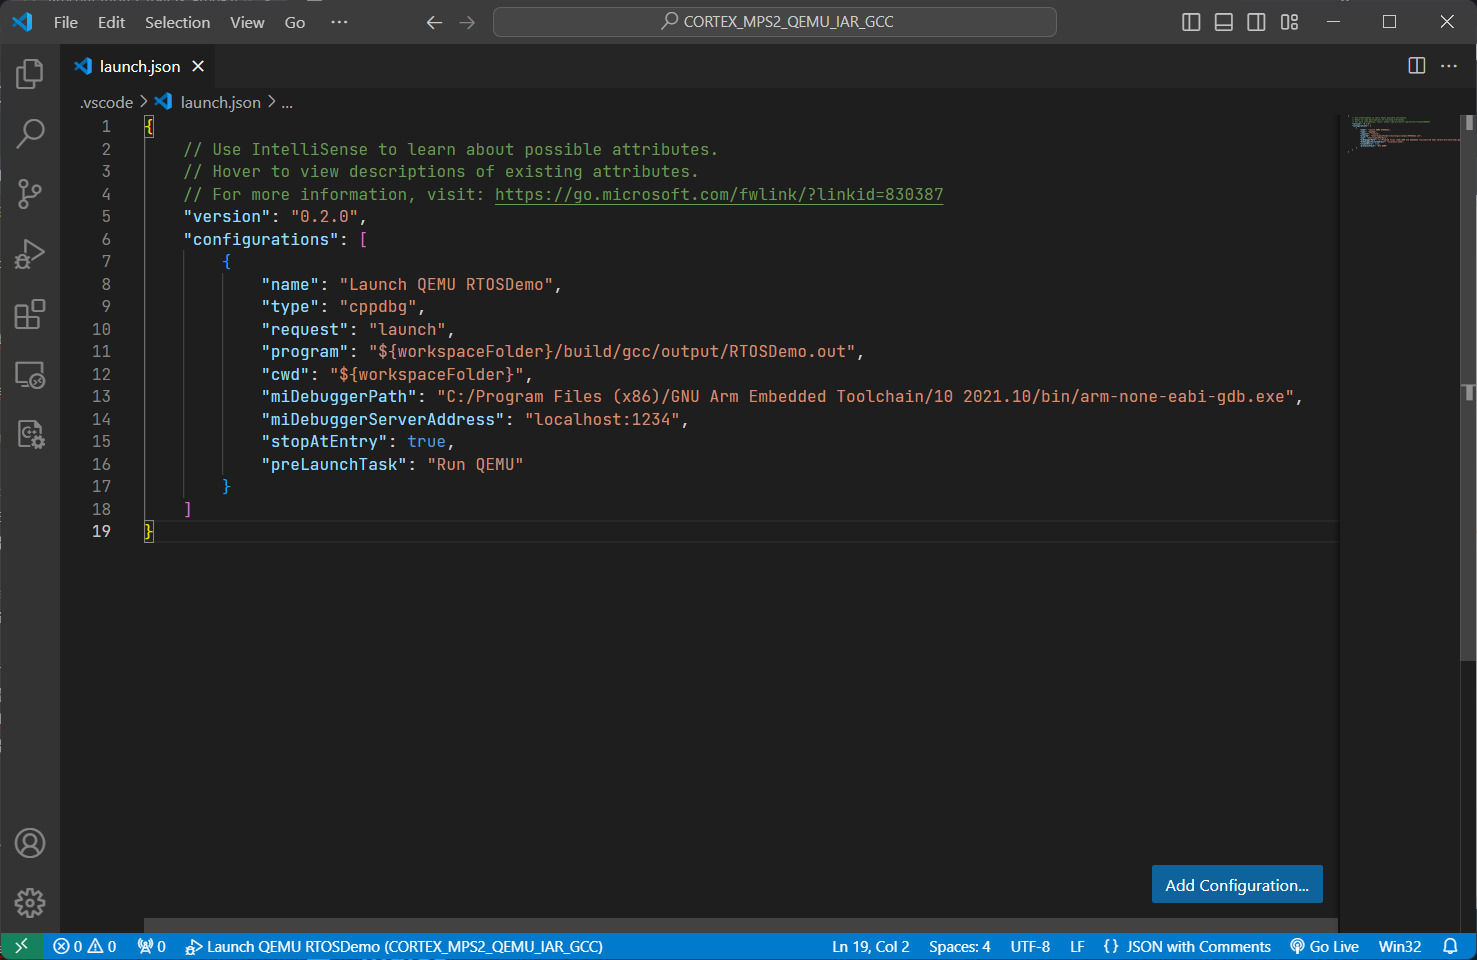 File Edit Selection View Go ··· CORTEX_MPS2_QEMU_IAR_GCC
launch.json
.vscode > launch.json > ...
1 {
2 // Use IntelliSense to learn about possible attributes.
3 // Hover to view descriptions of existing attributes.
4 // For more information, visit: https://go.microsoft.com/fwlink/?linkid=830387
5 "version": "0.2.0",
6 "configurations": [
7 {
8 "name": "Launch QEMU RTOSDemo",
9 "type": "cppdbg",
10 "request": "launch",
11 "program": "${workspaceFolder}/build/gcc/output/RTOSDemo.out",
12 "cwd": "${workspaceFolder}",
13 "miDebuggerPath": "C:/Program Files (x86)/GNU Arm Embedded Toolchain/10 2021.10/bin/arm-none-eabi-gdb.exe",
14 "miDebuggerServerAddress": "localhost:1234",
15 "stopAtEntry": true,
16 "preLaunchTask": "Run QEMU"
17 }
18 ]
19 }
Add Configuration...
0 0 0 Launch QEMU RTOSDemo (CORTEX_MPS2_QEMU_IAR_GCC) Ln 19, Col 2 Spaces: 4 UTF-8 LF {} JSON with Comments Go Live Win32